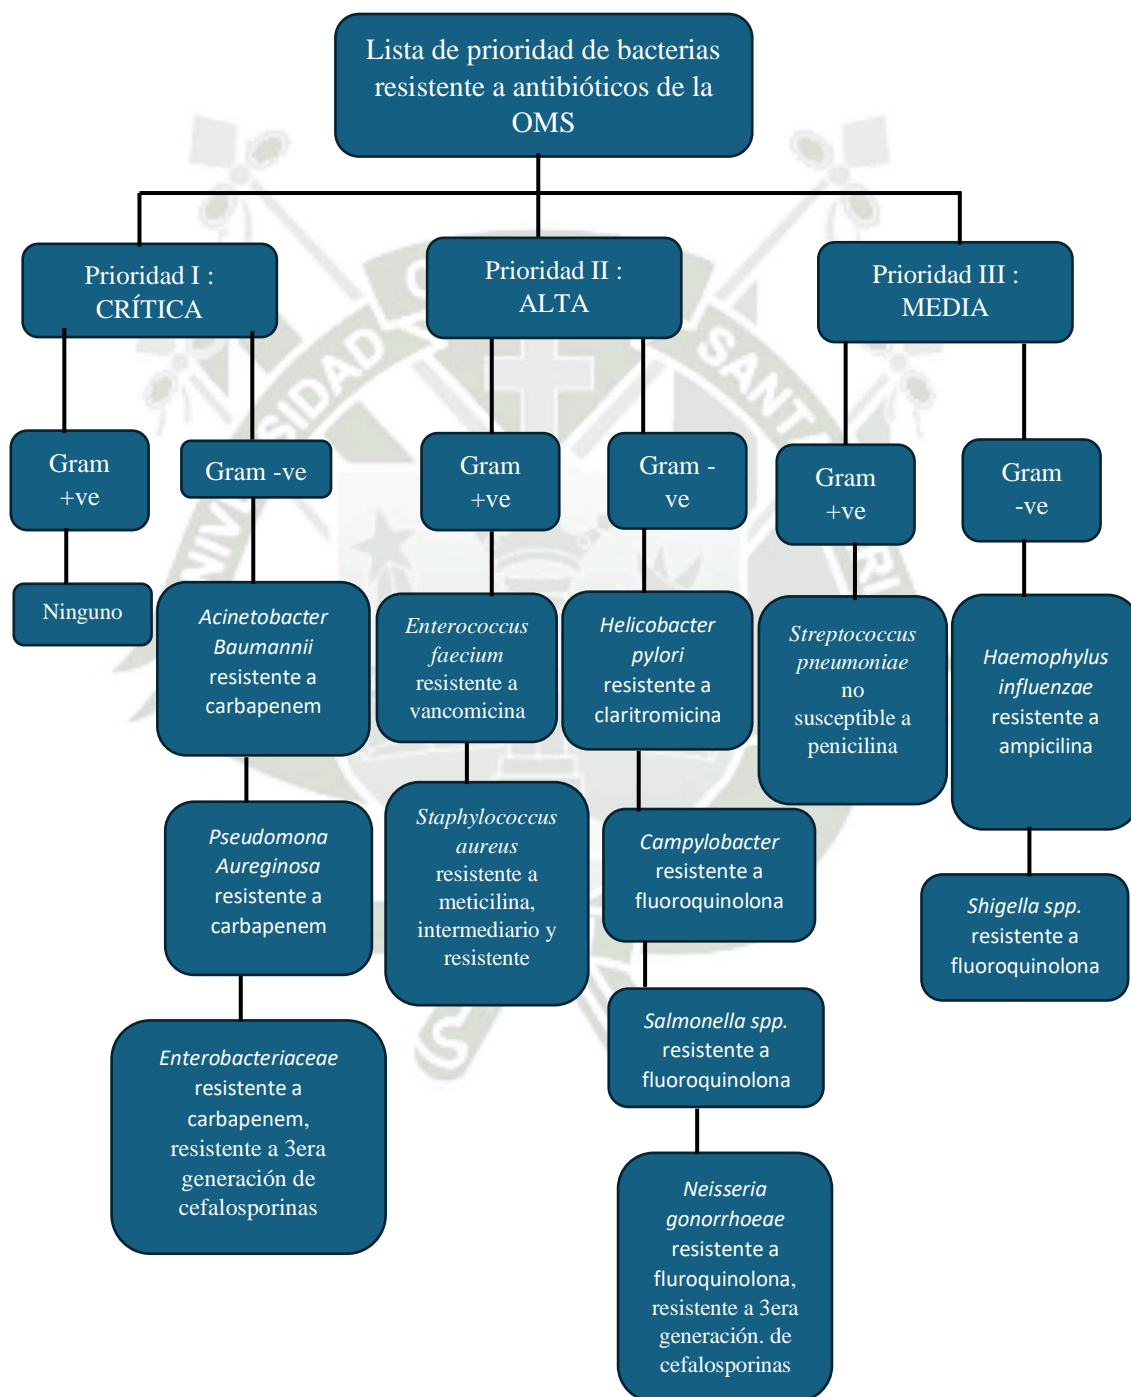 Lista de prioridad de bacterias
resistente a antibióticos de la
OMS
Prioridad I :
CRÍTICA
Prioridad II :
ALTA
Prioridad III :
MEDIA
Gram
+ve
Gram -ve
Gram
+ve
Gram -
ve
Gram
+ve
Gram
-ve
Ninguno
Acinetobacter
Baumannii
resistente a
carbapenem
Enterococcus
faecium
resistente a
vancomicina
Helicobacter
pylori
resistente a
claritromicina
Streptococcus
pneumoniae
no
susceptible a
penicilina
Haemophylus
influenzae
resistente a
ampicilina
Pseudomona
Aureginosa
resistente a
carbapenem
Staphylococcus
aureus
resistente a
meticilina,
intermediario y
resistente
Campylobacter
resistente a
fluoroquinolona
Shigella spp.
resistente a
fluoroquinolona
Enterobacteriaceae
resistente a
carbapenem,
resistente a 3era
generación de
cefalosporinas
Salmonella spp.
resistente a
fluoroquinolona
Neisseria
gonorrhoeae
resistente a
fluroquinolona,
resistente a 3era
generación. de
cefalosporinas